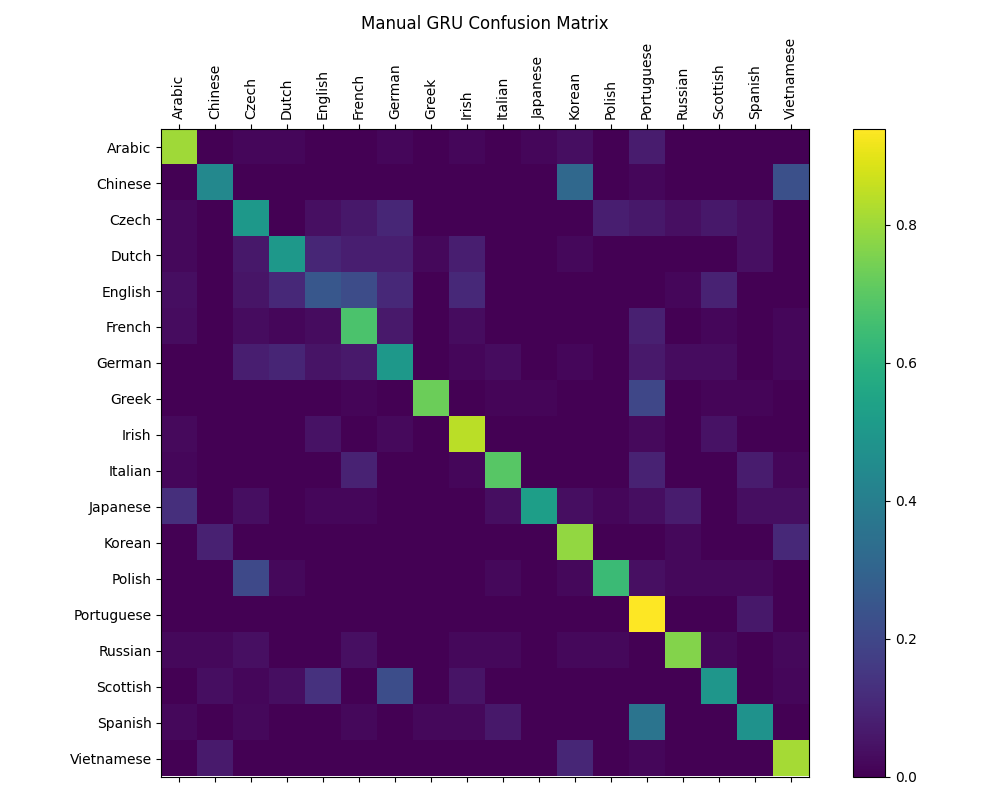 Manual GRU Confusion Matrix
Arabic
Chinese
Czech
Dutch
English
French
German
Greek
Irish
Italian
Japanese
Korean
Polish
Portuguese
Russian
Scottish
Spanish
Vietnamese
Arabic
Chinese
Czech
Dutch
English
French
German
Greek
Irish
Italian
Japanese
Korean
Polish
Portuguese
Russian
Scottish
Spanish
Vietnamese
0.8
0.6
0.4
0.2
0.0